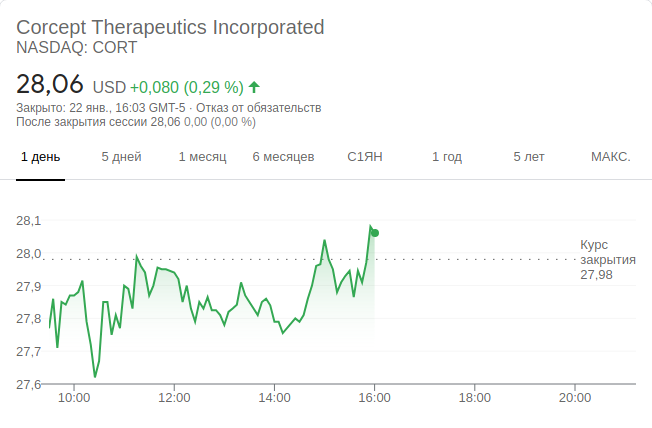 Corcept Therapeutics Incorporated
NASDAQ: CORT
28,06 USD +0,080 (0,29 %)
Закрыто: 22 янв., 16:03 GMT-5 · Отказ от обязательств
После закрытия сессии 28,06 0,00 (0,00 %)
1 день 5 дней 1 месяц 6 месяцев С1ЯН 1 год 5 лет МАКС.
28,1
28,0
27,9
27,8
27,7
27,6
Курс
закрытия
27,98
10:00 12:00 14:00 16:00 18:00 20:00